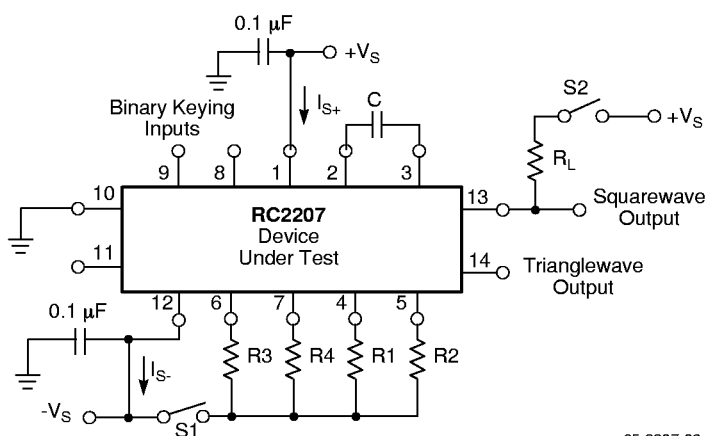 0.1 µF
+VS
IS+
C
S2
Binary Keying
Inputs
+VS
9
8
1
2
3
RL
10
RC2207
13
Squarewave
Output
Device
Under Test
11
14
Trianglewave
Output
12
6
7
4
5
0.1 µF
R3
R4
R1
R2
IS-
-VS
S1